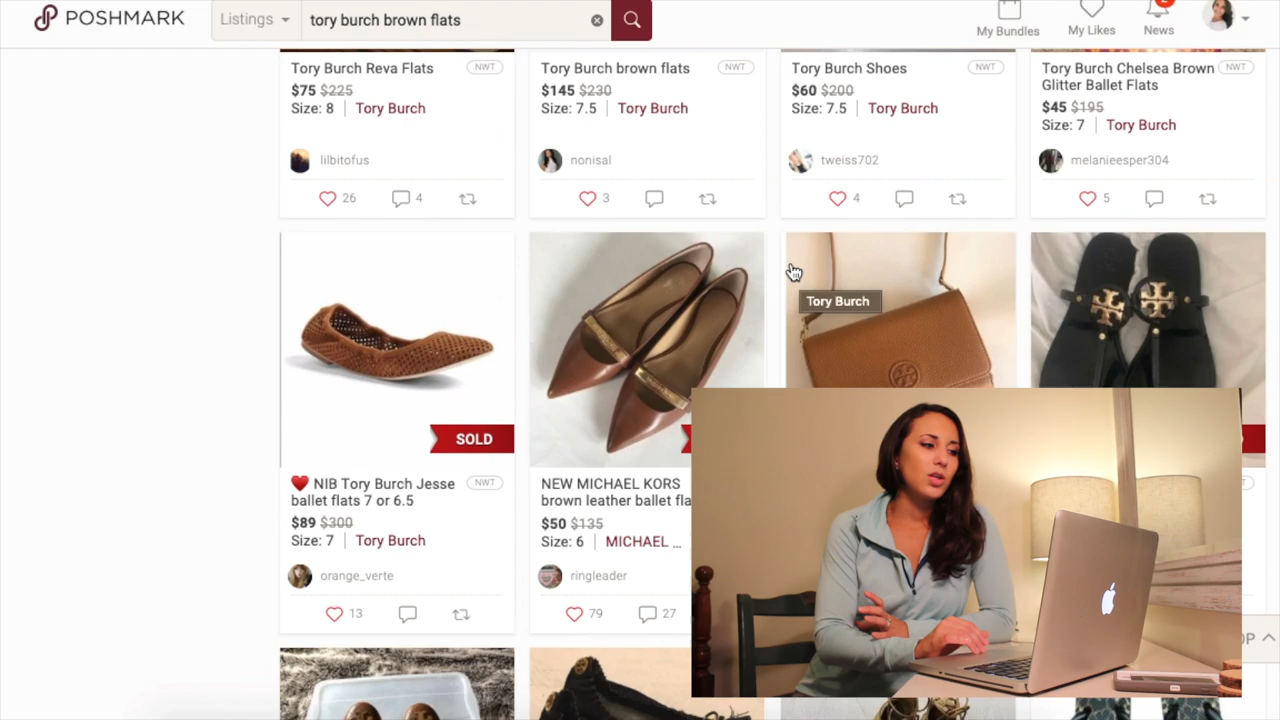 POSHMARK
Listings
tory burch brown flats
2
My Bundles
My Likes
News
Tory Burch Reva Flats
NWT
$75 $225
Size: 8 | Tory Burch
lilbitofus
26
4
Tory Burch brown flats
NWT
$145 $230
Size: 7.5 | Tory Burch
nonisal
3
Tory Burch Shoes
NWT
$60 $200
Size: 7.5 | Tory Burch
tweiss702
4
Tory Burch Chelsea Brown
NWT
Glitter Ballet Flats
$45 $195
Size: 7 | Tory Burch
melanieesper304
5
SOLD
NIB Tory Burch Jesse
NWT
ballet flats 7 or 6.5
$89 $300
Size: 7 | Tory Burch
orange_verte
13
NEW MICHAEL KORS
brown leather ballet fla
$50 $135
Size: 6 | MICHAEL ...
ringleader
79
27
Tory Burch
OP